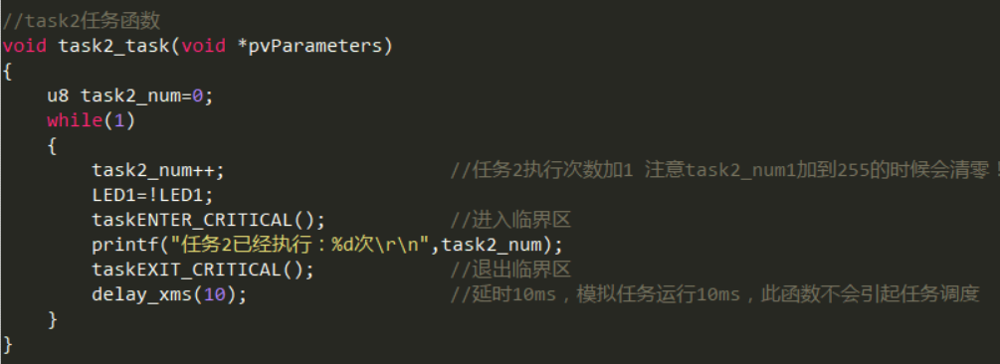 //task2任务函数
void task2_task(void *pvParameters)
{
    u8 task2_num=0;
    while(1)
    {
        task2_num++;                    //任务2执行次数加1 注意task2_num1加到255的时候会清零！
        LED1=!LED1;
        taskENTER_CRITICAL();           //进入临界区
        printf("任务2已经执行：%d次\r\n",task2_num);
        taskEXIT_CRITICAL();            //退出临界区
        delay_xms(10);                  //延时10ms，模拟任务运行10ms，此函数不会引起任务调度
    }
}